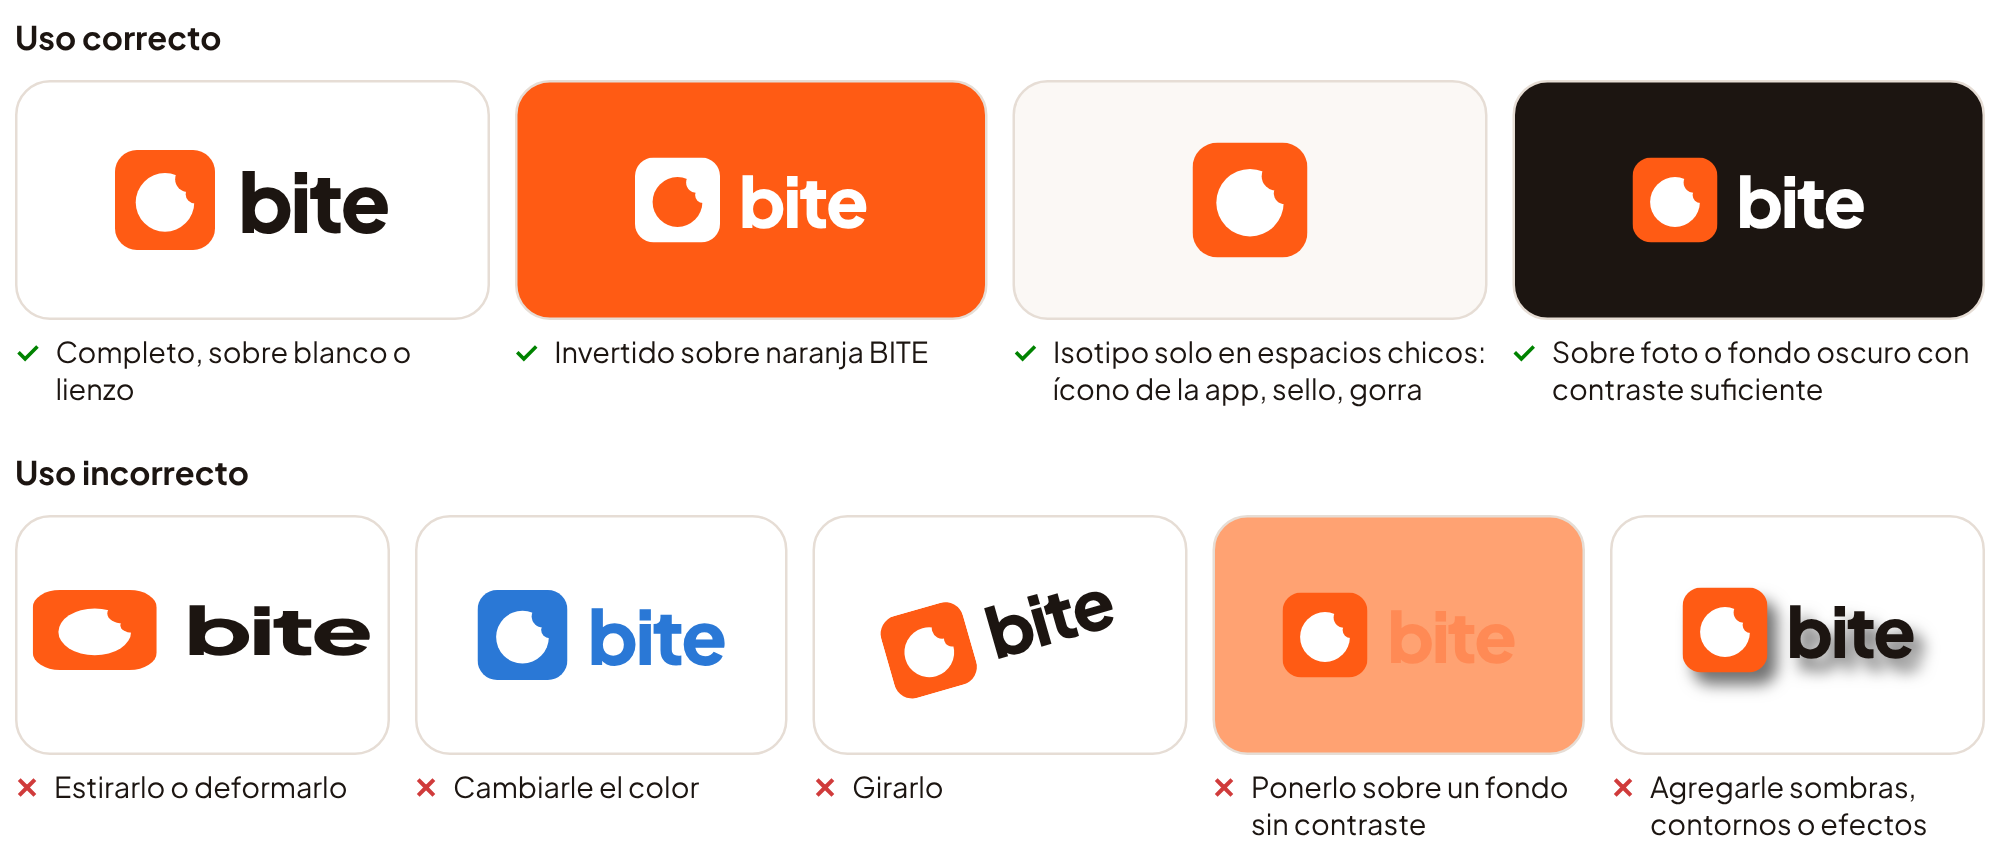 Uso correcto
bite
bite
bite
Completo, sobre blanco o
lienzo
Invertido sobre naranja BITE
Isotipo solo en espacios chicos:
ícono de la app, sello, gorra
Sobre foto o fondo oscuro con
contraste suficiente
Uso incorrecto
bite
bite
bite
bite
bite
Estirarlo o deformarlo
Cambiarle el color
Girarlo
Ponerlo sobre un fondo
sin contraste
Agregarle sombras,
contornos o efectos